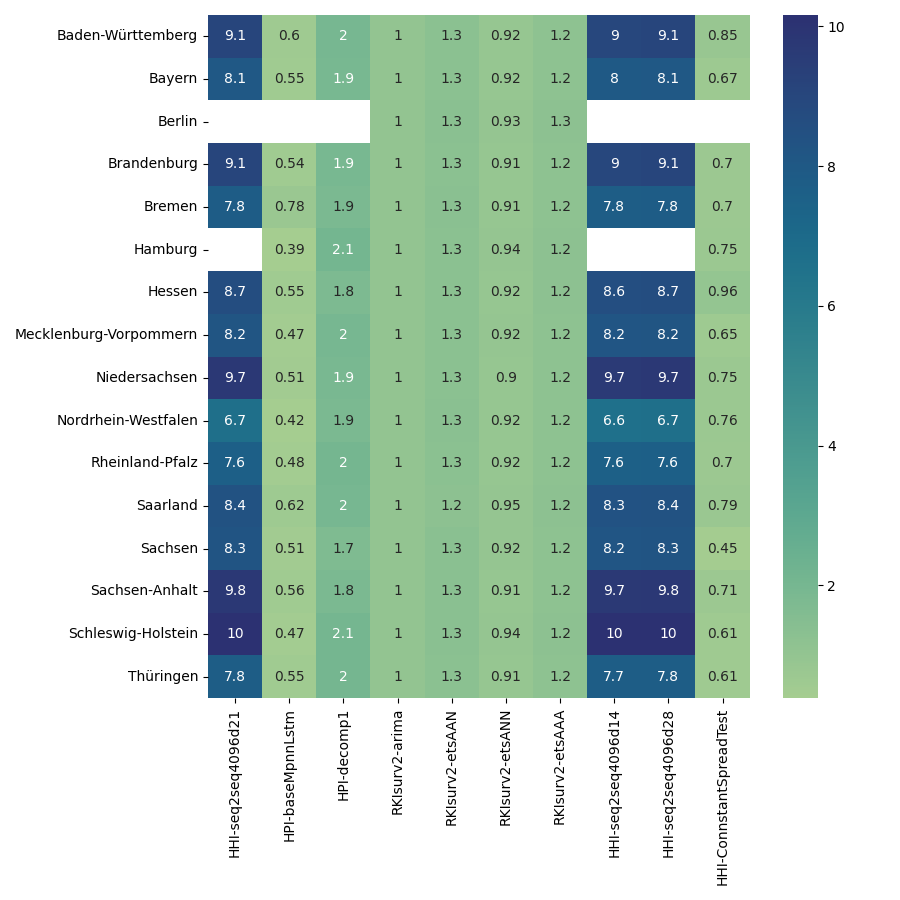 Baden-Württemberg 9.1 0.6 2 1 1.3 0.92 1.2 9 9.1 0.85
Bayern 8.1 0.55 1.9 1 1.3 0.92 1.2 8 8.1 0.67
Berlin 1 1.3 0.93 1.3
Brandenburg 9.1 0.54 1.9 1 1.3 0.91 1.2 9 9.1 0.7
Bremen 7.8 0.78 1.9 1 1.3 0.91 1.2 7.8 7.8 0.7
Hamburg 0.39 2.1 1 1.3 0.94 1.2 0.75
Hessen 8.7 0.55 1.8 1 1.3 0.92 1.2 8.6 8.7 0.96
Mecklenburg-Vorpommern 8.2 0.47 2 1 1.3 0.92 1.2 8.2 8.2 0.65
Niedersachsen 9.7 0.51 1.9 1 1.3 0.9 1.2 9.7 9.7 0.75
Nordrhein-Westfalen 6.7 0.42 1.9 1 1.3 0.92 1.2 6.6 6.7 0.76
Rheinland-Pfalz 7.6 0.48 2 1 1.3 0.92 1.2 7.6 7.6 0.7
Saarland 8.4 0.62 2 1 1.2 0.95 1.2 8.3 8.4 0.79
Sachsen 8.3 0.51 1.7 1 1.3 0.92 1.2 8.2 8.3 0.45
Sachsen-Anhalt 9.8 0.56 1.8 1 1.3 0.91 1.2 9.7 9.8 0.71
Schleswig-Holstein 10 0.47 2.1 1 1.3 0.94 1.2 10 10 0.61
Thüringen 7.8 0.55 2 1 1.3 0.91 1.2 7.7 7.8 0.61
HHI-seq2seq4096d21
HPI-baseMpnnLstm
HPI-decomp1
RKIsurv2-arima
RKIsurv2-etsAAN
RKIsurv2-etsANN
RKIsurv2-etsAAA
HHI-seq2seq4096d14
HHI-seq2seq4096d28
HHI-ConnstantSpreadTest
10
8
6
4
2